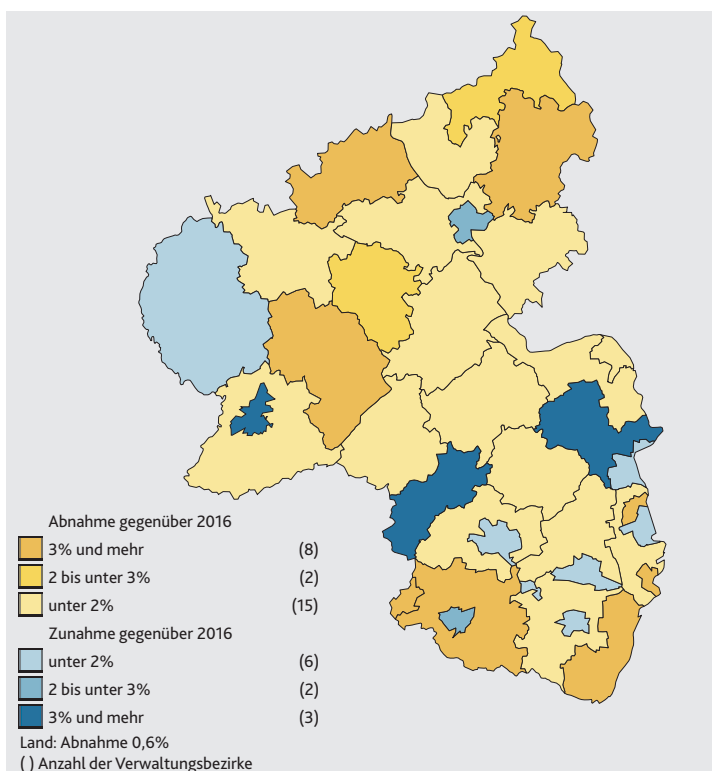 Abnahme gegenüber 2016
3% und mehr (8)
2 bis unter 3% (2)
unter 2% (15)
Zunahme gegenüber 2016
unter 2% (6)
2 bis unter 3% (2)
3% und mehr (3)
Land: Abnahme 0,6%
( ) Anzahl der Verwaltungsbezirke